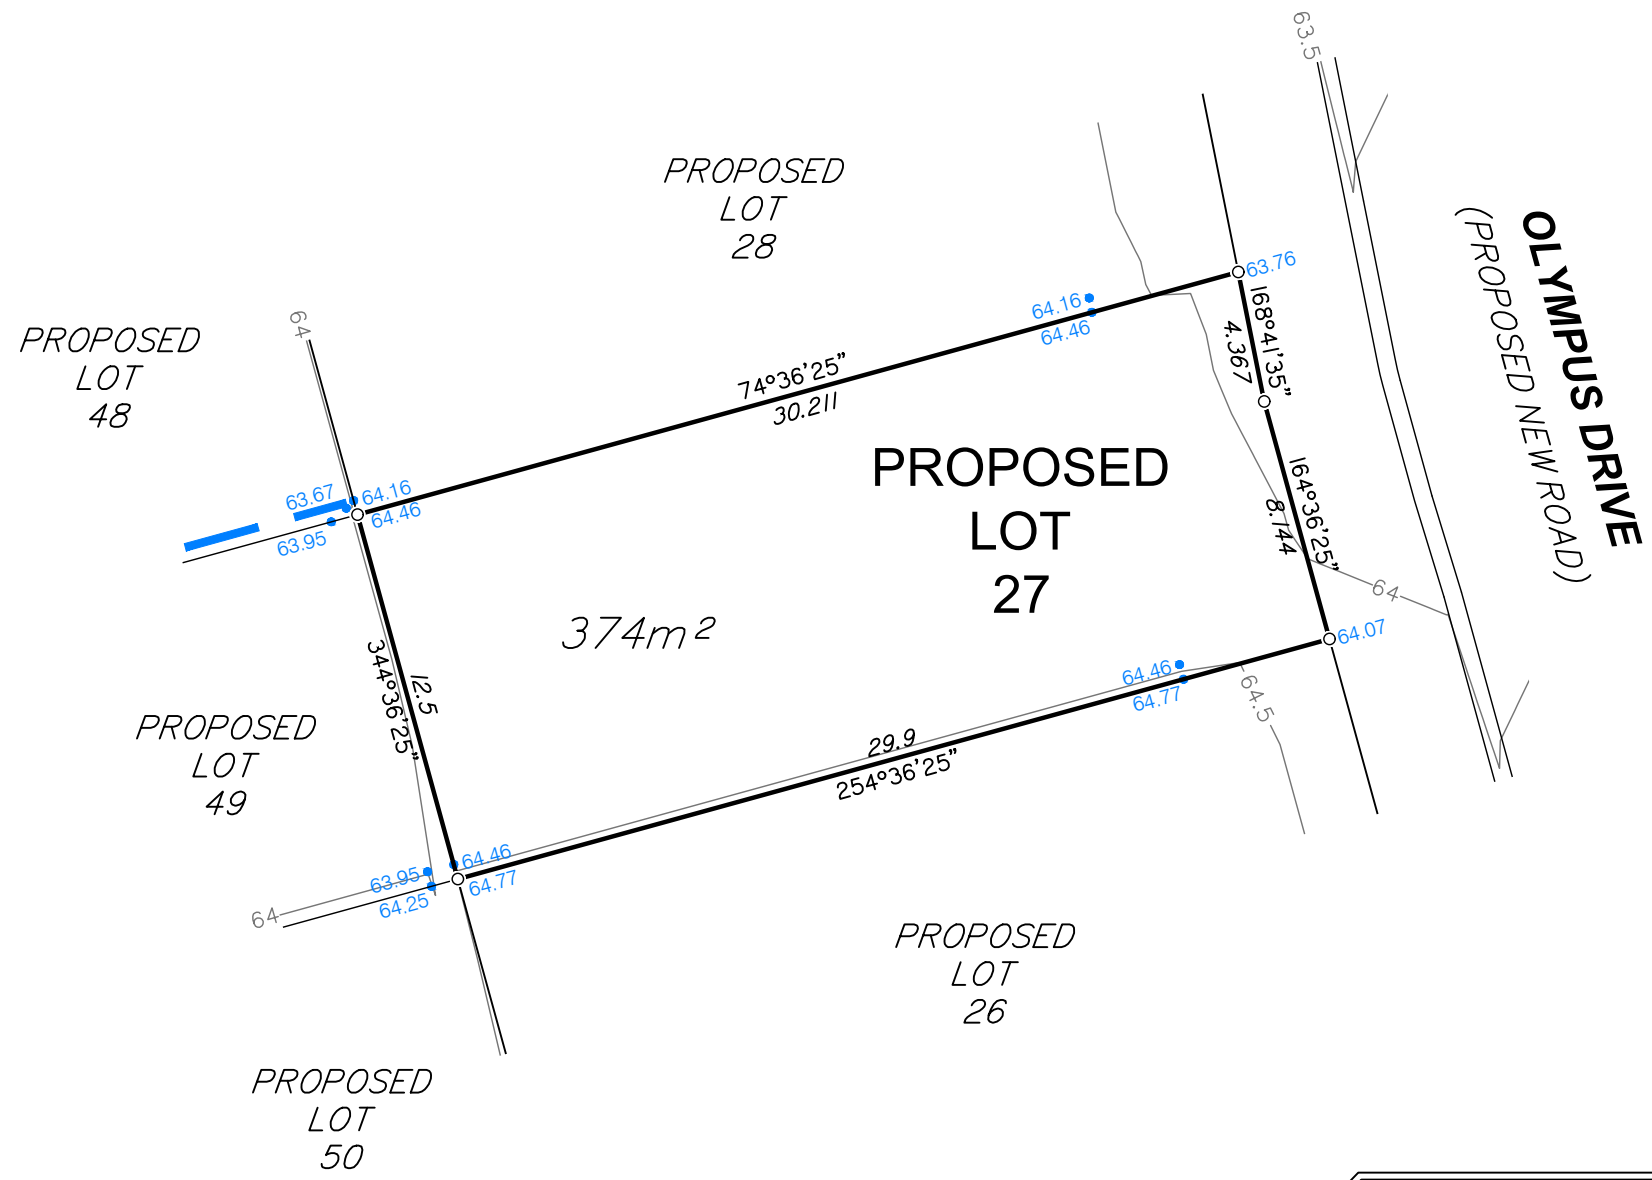 63.5
PROPOSED
LOT
28
OLYMPUS DRIVE
(PROPOSED NEW ROAD)
63.76
168°41'35"
4.367
64.16
64.46
64
PROPOSED
LOT
48
74°36'25"
30.211
PROPOSED
LOT
27
63.67
64.16
64.46
63.95
164°36'25"
8.144
64
374m²
64.07
12.5
344°36'25"
64.46
64.77
64.5
PROPOSED
LOT
49
29.9
254°36'25"
64.46
64.77
63.95
64.25
64
PROPOSED
LOT
26
PROPOSED
LOT
50